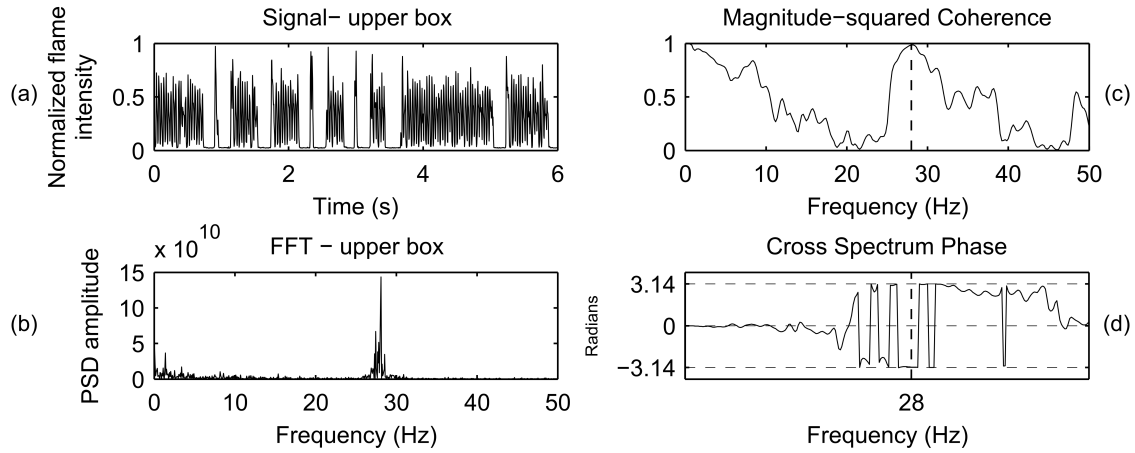 Signal− upper box
(a)
Normalized flame
intensity
1
0.5
0
0 2 4 6
Time (s)
Magnitude−squared Coherence
1
0.5
0
0 10 20 30 40 50
Frequency (Hz)
(c)
FFT − upper box
x 10^10
(b)
PSD amplitude
15
10
5
0
0 10 20 30 40 50
Frequency (Hz)
Cross Spectrum Phase
Radians
3.14
0
−3.14
28
Frequency (Hz)
(d)